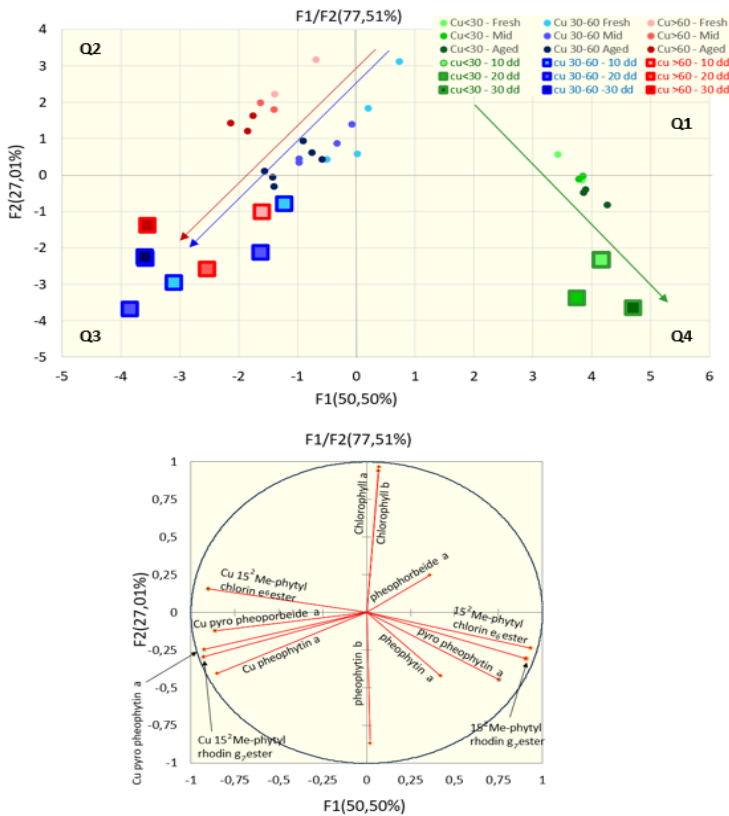 F1/F2(77,51%)
Cu<30 - Fresh Cu 30-60 Fresh Cu>60 - Fresh
Cu<30 - Mid Cu 30-60 Mid Cu>60 - Mid
Cu<30 - Aged Cu 30-60 Aged Cu>60 - Aged
cu<30 - 10 dd cu 30-60 - 10 dd cu >60 - 10 dd
cu<30 - 20 dd cu 30-60 - 20 dd cu >60 - 20 dd
cu<30 - 30 dd cu 30-60 -30 dd cu >60 - 30 dd
Q2
Q1
Q3
Q4
F2(27,01%)
4
3
2
1
0
-1
-2
-3
-4
-5
-5 -4 -3 -2 -1 0 1 2 3 4 5 6
F1(50,50%)
F1/F2(77,51%)
F2(27,01%)
1
0,75
0,5
0,25
0
-0,25
-0,5
-0,75
-1
Chlorophyll a
Chlorophyll b
pheophorbeide a
Cu 15²Me-phytyl
chlorin e₆ester
Cu pyro pheoporbeide a
Cu pheophytin a
Cu pyro pheophytin a
Cu 15²Me-phytyl
rhodin g₇ester
pheophytin b
pheophytin a
pyro pheophytin a
15²Me-phytyl
chlorin e₆ester
15²Me-phytyl
rhodin g₇ester
-1 -0,75 -0,5 -0,25 0 0,25 0,5 0,75 1
F1(50,50%)